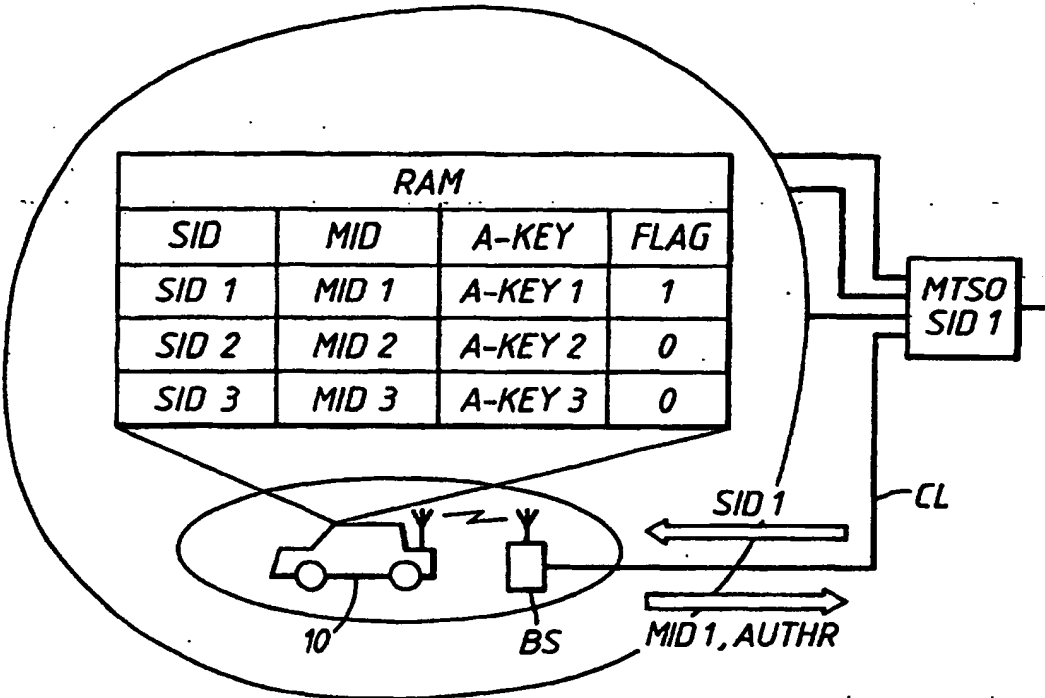 RAM
SID MID A-KEY FLAG
SID 1 MID 1 A-KEY 1 1
SID 2 MID 2 A-KEY 2 0
SID 3 MID 3 A-KEY 3 0
MTSO
SID 1
SID 1
CL
10
BS
MID 1, AUTHR